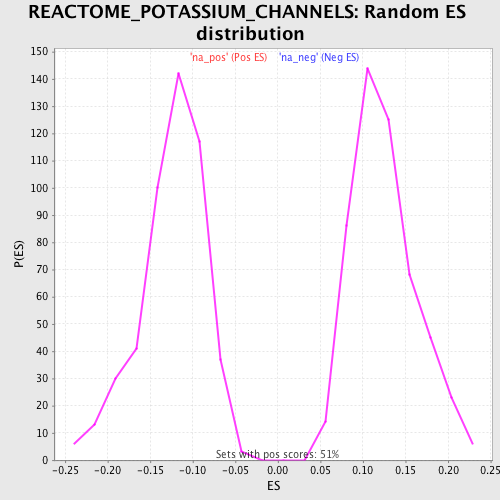 REACTOME_POTASSIUM_CHANNELS: Random ES
distribution
'na_pos' (Pos ES) 'na_neg' (Neg ES)
P(ES)
150
140
130
120
110
100
90
80
70
60
50
40
30
20
10
0
Sets with pos scores: 51%
-0.25 -0.20 -0.15 -0.10 -0.05 0.00 0.05 0.10 0.15 0.20 0.25
ES